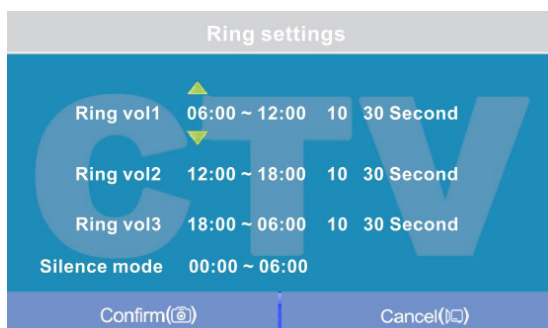 Ring settings
CTV
Ring vol1 06:00 ~ 12:00 10 30 Second
Ring vol2 12:00 ~ 18:00 10 30 Second
Ring vol3 18:00 ~ 06:00 10 30 Second
Silence mode 00:00 ~ 06:00
Confirm() Cancel()